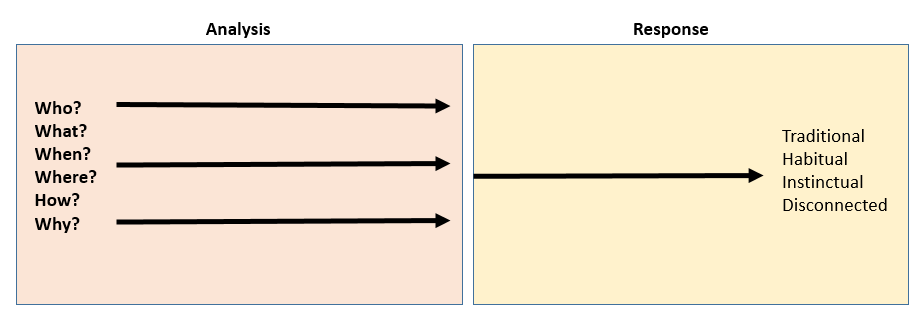 Analysis
Response
Who?
What?
When?
Where?
How?
Why?
Traditional
Habitual
Instinctual
Disconnected